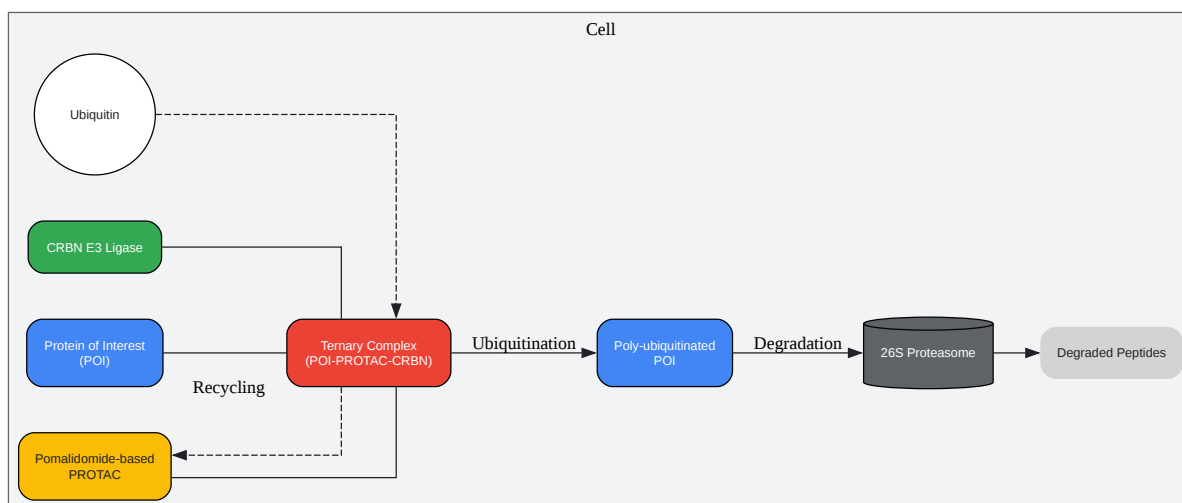 Cell
Ubiquitin
CRBN E3 Ligase
Protein of Interest
(POI)
Recycling
Pomalidomide-based
PROTAC
Ternary Complex
(POI-PROTAC-CRBN)
Ubiquitination
Poly-ubiquitinated
POI
Degradation
26S Proteasome
Degraded Peptides